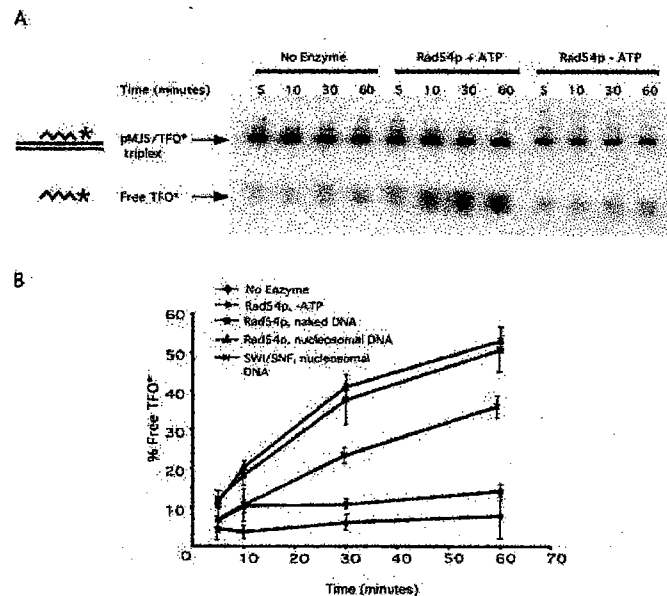 A
No Enzyme Rad54p + ATP Rad54p - ATP
Time (minutes) 5 10 30 60 5 10 30 60 5 10 30 60
pMJ5/TFO*
triplex
Free TFO*
B
No Enzyme
Rad54p, -ATP
Rad54p, naked DNA
Rad54p, nucleosomal DNA
SWI/SNF, nucleosomal
DNA
% Free TFO*
60
50
40
30
20
10
0 10 20 30 40 50 60 70
Time (minutes)